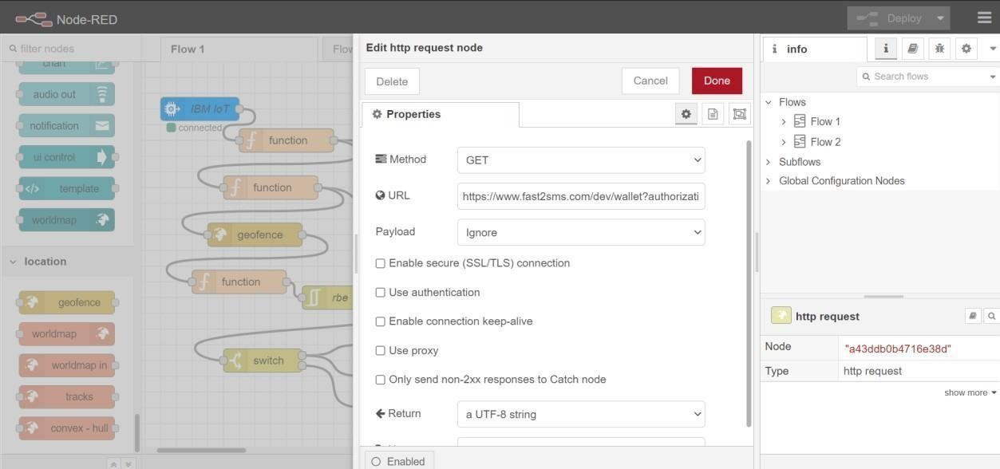 Node-RED
Deploy
filter nodes
chart
audio out
notification
ui control
template
worldmap
location
geofence
worldmap
worldmap in
tracks
convex - hull
Flow 1
Flow
IBM IoT
connected
function
function
geofence
function
rbe
switch
Edit http request node
Delete
Cancel
Done
Properties
Method
GET
URL
https://www.fast2sms.com/dev/wallet?authorizati
Payload
Ignore
Enable secure (SSL/TLS) connection
Use authentication
Enable connection keep-alive
Use proxy
Only send non-2xx responses to Catch node
Return
a UTF-8 string
Enabled
i info
i
Search flows
Flows
Flow 1
Flow 2
Subflows
Global Configuration Nodes
http request
Node "a43ddb0b4716e38d"
Type http request
show more